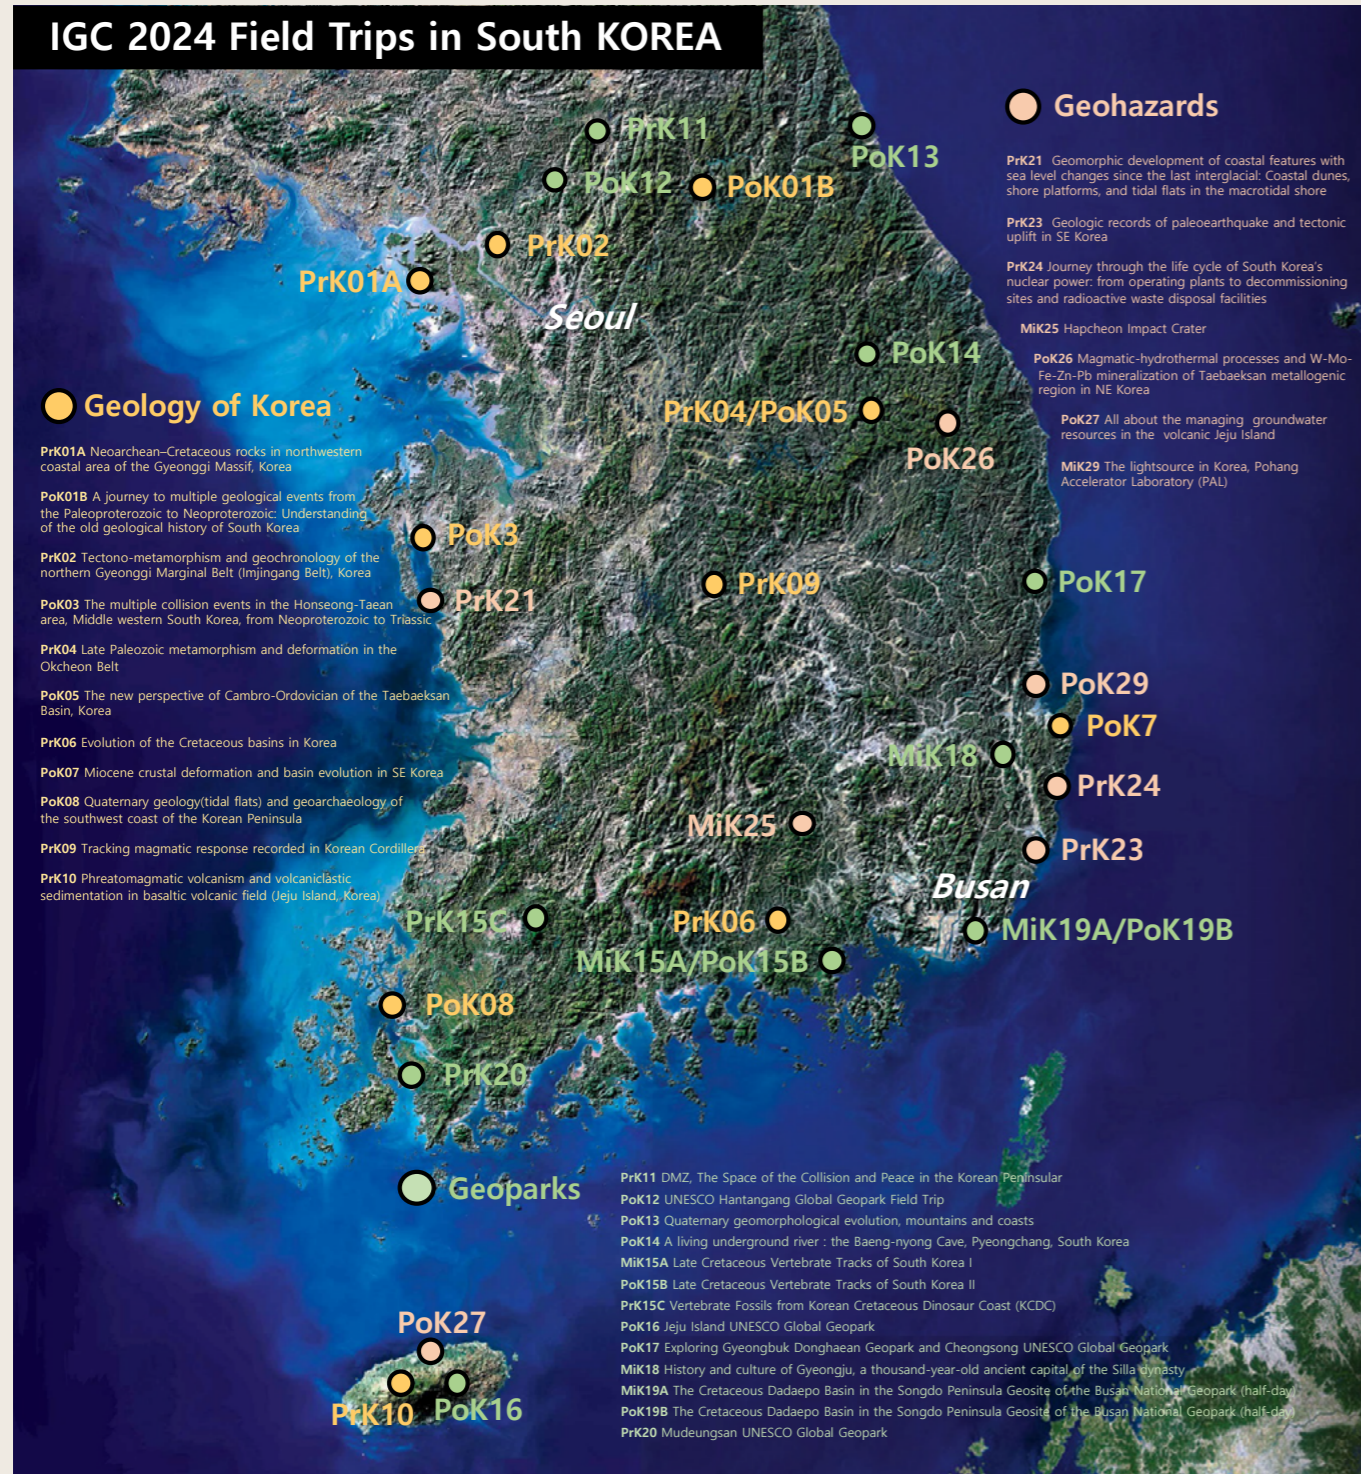 IGC 2024 Field Trips in South KOREA
PrK11
PoK13
PoK12
PoK01B
PrK02
PrK01A
Seoul
PoK14
PrK04/PoK05
PoK26
PoK3
PrK09
PoK17
PrK21
PoK29
PoK7
MiK18
PrK24
MiK25
PrK23
Busan
PrK15C
PrK06
MiK19A/PoK19B
MiK15A/PoK15B
PoK08
PrK20
PoK27
PrK10
PoK16
Geohazards
PrK21 Geomorphic development of coastal features with
sea level changes since the last interglacial: Coastal dunes,
shore platforms, and tidal flats in the macrotidal shore
PrK23 Geologic records of paleoearthquake and tectonic
uplift in SE Korea
PrK24 Journey through the life cycle of South Korea's
nuclear power: from operating plants to decommissioning
sites and radioactive waste disposal facilities
MiK25 Hapcheon Impact Crater
PoK26 Magmatic-hydrothermal processes and W-Mo-
Fe-Zn-Pb mineralization of Taebaeksan metallogenic
region in NE Korea
PoK27 All about the managing groundwater
resources in the volcanic Jeju Island
MiK29 The lightsource in Korea, Pohang
Accelerator Laboratory (PAL)
Geology of Korea
PrK01A Neoarchean–Cretaceous rocks in northwestern
coastal area of the Gyeonggi Massif, Korea
PoK01B A journey to multiple geological events from
the Paleoproterozoic to Neoproterozoic: Understanding
of the old geological history of South Korea
PrK02 Tectono-metamorphism and geochronology of the
northern Gyeonggi Marginal Belt (Imjingang Belt), Korea
PoK03 The multiple collision events in the Honseong-Taean
area, Middle western South Korea, from Neoproterozoic to Triassic
PrK04 Late Paleozoic metamorphism and deformation in the
Okcheon Belt
PoK05 The new perspective of Cambro-Ordovician of the Taebaeksan
Basin, Korea
PrK06 Evolution of the Cretaceous basins in Korea
PoK07 Miocene crustal deformation and basin evolution in SE Korea
PoK08 Quaternary geology(tidal flats) and geoarchaeology of
the southwest coast of the Korean Peninsula
PrK09 Tracking magmatic response recorded in Korean Cordillera
PrK10 Phreatomagmatic volcanism and volcaniclastic
sedimentation in basaltic volcanic field (Jeju Island, Korea)
Geoparks
PrK11 DMZ, The Space of the Collision and Peace in the Korean Peninsular
PoK12 UNESCO Hantangang Global Geopark Field Trip
PoK13 Quaternary geomorphological evolution, mountains and coasts
PoK14 A living underground river : the Baeng-nyong Cave, Pyeongchang, South Korea
MiK15A Late Cretaceous Vertebrate Tracks of South Korea I
PoK15B Late Cretaceous Vertebrate Tracks of South Korea II
PrK15C Vertebrate Fossils from Korean Cretaceous Dinosaur Coast (KCDC)
PoK16 Jeju Island UNESCO Global Geopark
PoK17 Exploring Gyeongbuk Donghaean Geopark and Cheongsong UNESCO Global Geopark
MiK18 History and culture of Gyeongju, a thousand-year-old ancient capital of the Silla dynasty
MiK19A The Cretaceous Dadaepo Basin in the Songdo Peninsula Geosite of the Busan National Geopark (half-day)
PoK19B The Cretaceous Dadaepo Basin in the Songdo Peninsula Geosite of the Busan National Geopark (half-day)
PrK20 Mudeungsan UNESCO Global Geopark